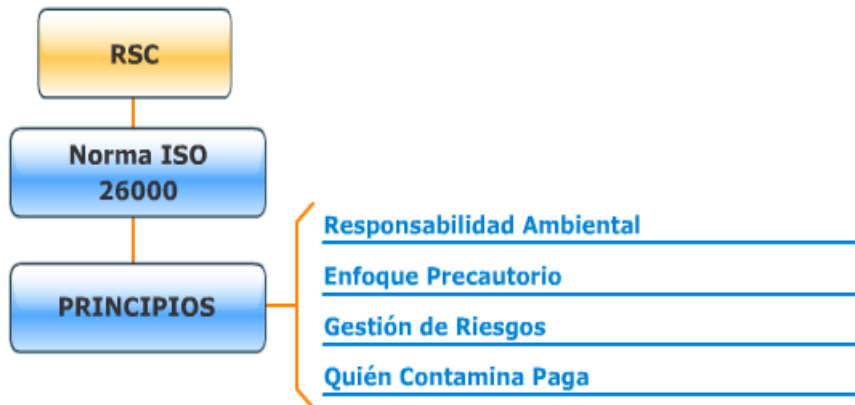 RSC
Norma ISO
26000
PRINCIPIOS
Responsabilidad Ambiental
Enfoque Precautorio
Gestión de Riesgos
Quién Contamina Paga